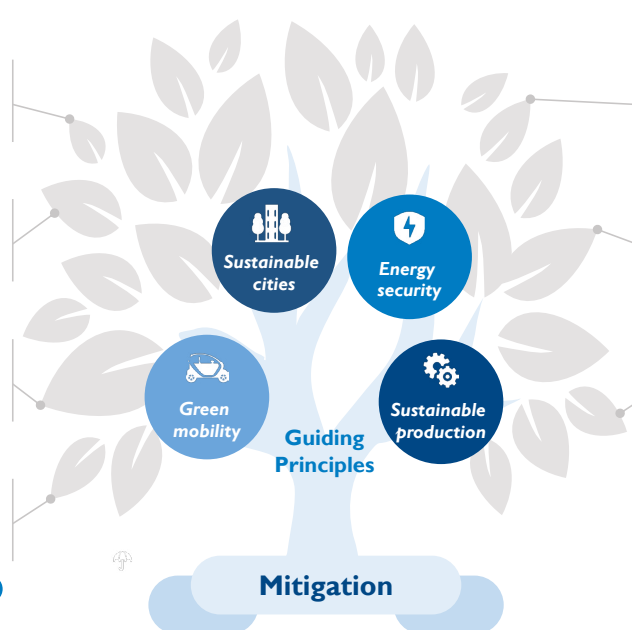 Sustainable
cities
Energy
security
Green
mobility
Sustainable
production
Guiding
Principles
Mitigation